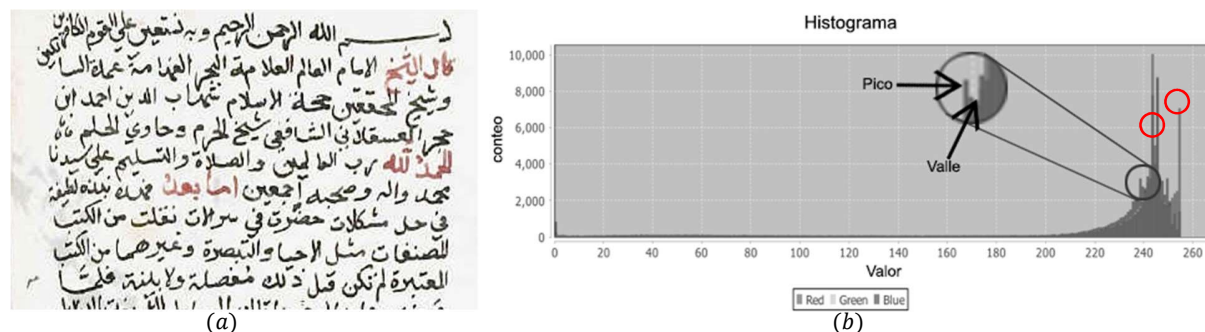 بسم الله الرحمن الرحيم وبه نستعين على القوم الكافرين
قال الشيخ الامام العالم العلامة البحر الفهامة عمدة السا
وشيخ المحققين حجة الاسلام شهاب الدين احمد ابن
حجر العسقلاني الشافعي شيخ الحرم وحاوي
الحمد لله رب العالمين والصلاة والتسليم على سيدنا
محمد واله وصحبه أجمعين اما بعد فهذه نبذة لطيفة
في حل مشكلات حضرت في سوالات نقلت من الكتب
المصنفات مثل الاحيا والتبصرة وغيرهما من الكتب
المعتبرة لم تكن قبل ذلك مفصلة ولا بينة فلمّا
(a)
Histograma
conteo
10,000
8,000
6,000
4,000
2,000
0
Pico
Valle
0 20 40 60 80 100 120 140 160 180 200 220 240 260
Valor
Red Green Blue
(b)